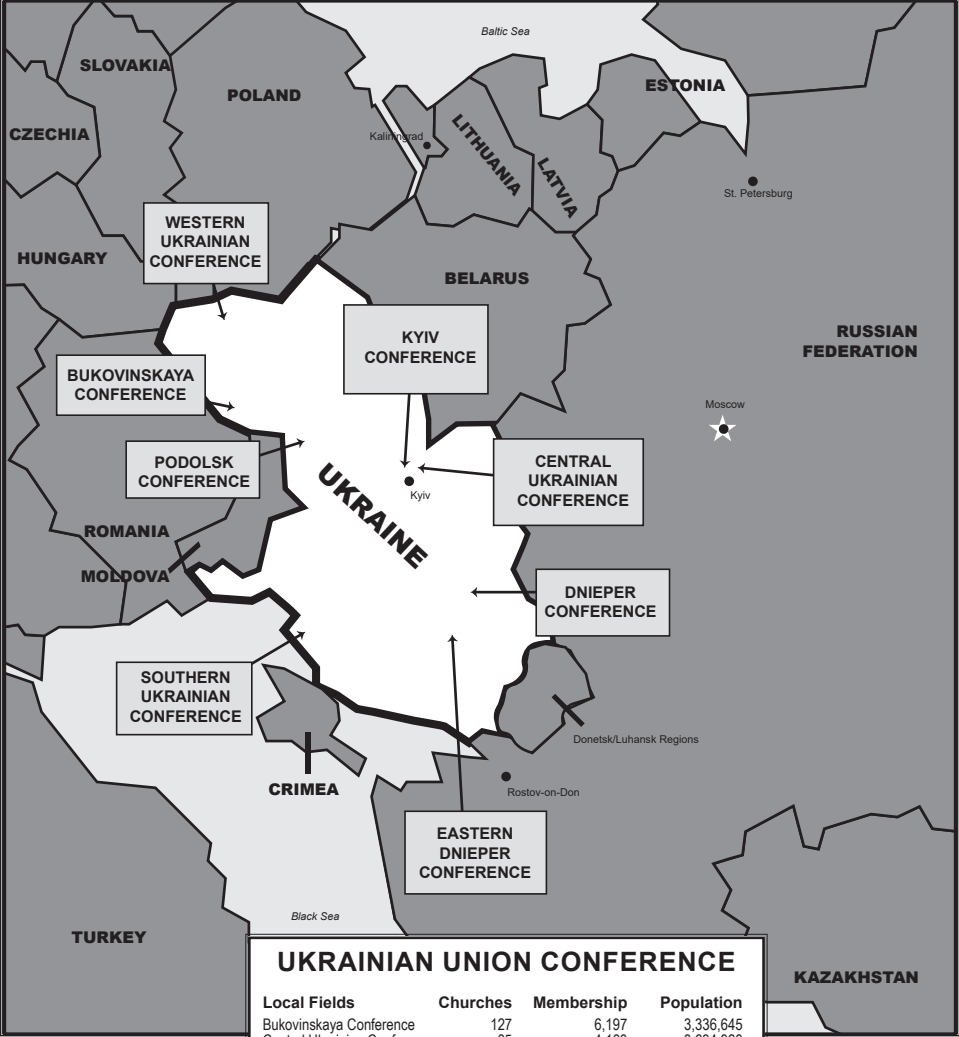 Baltic Sea
SLOVAKIA
POLAND
ESTONIA
CZECHIA
Kaliningrad
LITHUANIA
LATVIA
St. Petersburg
WESTERN
UKRAINIAN
CONFERENCE
HUNGARY
BELARUS
KYIV
CONFERENCE
RUSSIAN
FEDERATION
BUKOVINSKAYA
CONFERENCE
Moscow
PODOLSK
CONFERENCE
CENTRAL
UKRAINIAN
CONFERENCE
UKRAINE
Kyiv
ROMANIA
MOLDOVA
DNIEPER
CONFERENCE
SOUTHERN
UKRAINIAN
CONFERENCE
Donetsk/Luhansk Regions
CRIMEA
Rostov-on-Don
EASTERN
DNIEPER
CONFERENCE
Black Sea
TURKEY
KAZAKHSTAN
UKRAINIAN UNION CONFERENCE
Local Fields Churches Membership Population
Bukovinskaya Conference 127 6,197 3,336,645